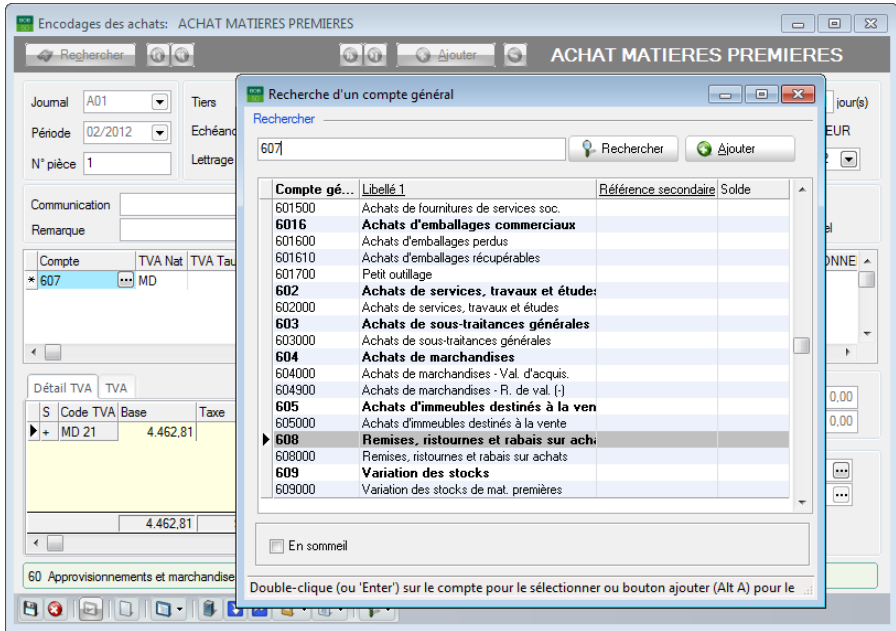 Encodages des achats: ACHAT MATIERES PREMIERES
Rechercher
Ajouter
ACHAT MATIERES PREMIERES
Journal A01
Tiers
jour(s)
Période 02/2012
EUR
N° pièce 1
Lettrage
Communication
Remarque
Compte TVA Nat TVA Tau
* 607 ... MD
Détail TVA TVA
S Code TVA Base Taxe
+ MD 21 4.462,81
0,00
0,00
4.462,81
60 Approvisionnements et marchandise
Recherche d'un compte général
Rechercher
607
Rechercher
Ajouter
Compte gé... Libellé 1 Référence secondaire Solde
601500 Achats de fournitures de services soc.
6016 Achats d'emballages commerciaux
601600 Achats d'emballages perdus
601610 Achats d'emballages récupérables
601700 Petit outillage
602 Achats de services, travaux et études
602000 Achats de services, travaux et études
603 Achats de sous-traitances générales
603000 Achats de sous-traitances générales
604 Achats de marchandises
604000 Achats de marchandises - Val. d'acquis.
604900 Achats de marchandises - R. de val. (-)
605 Achats d'immeubles destinés à la ven
605000 Achats d'immeubles destinés à la vente
608 Remises, ristournes et rabais sur acha
608000 Remises, ristournes et rabais sur achats
609 Variation des stocks
609000 Variation des stocks de mat. premières
En sommeil
Double-clique (ou 'Enter') sur le compte pour le sélectionner ou bouton ajouter (Alt A) pour le